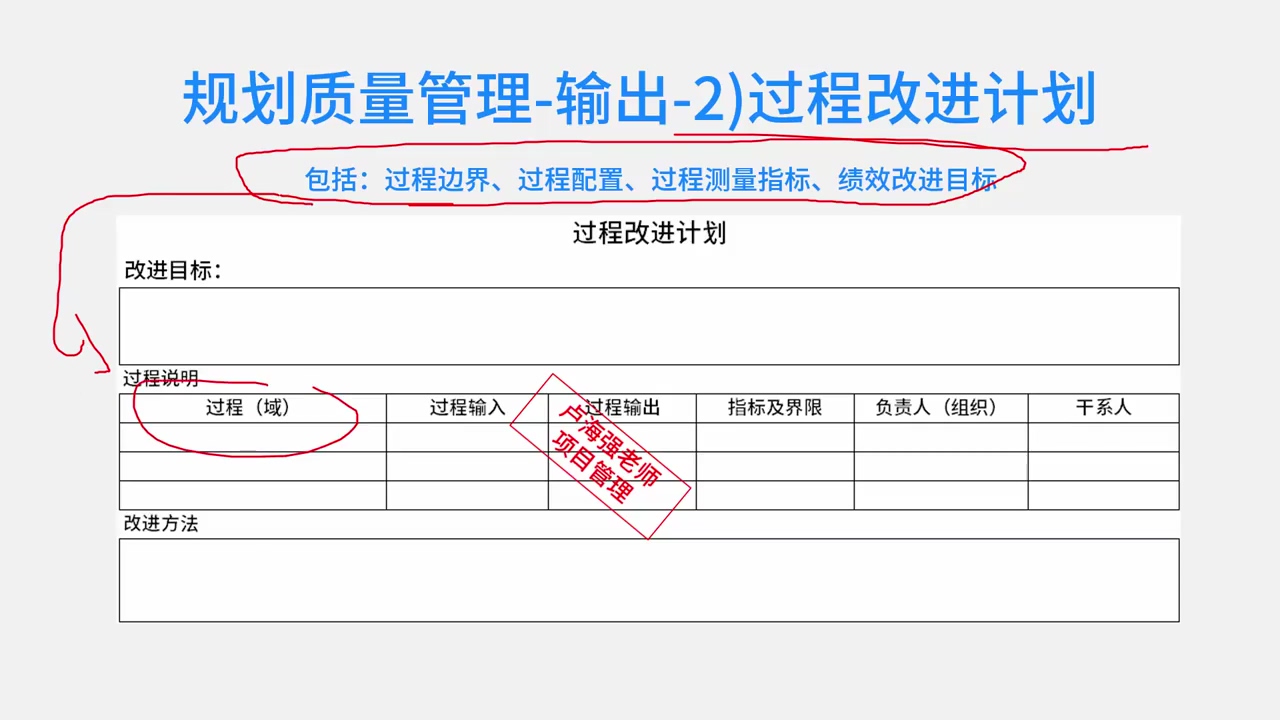 规划质量管理-输出-2)过程改进计划
包括：过程边界、过程配置、过程测量指标、绩效改进目标
过程改进计划
改进目标：
过程说明
过程（域） 过程输入 过程输出 指标及界限 负责人（组织） 干系人
卢海强老师
项目管理
改进方法